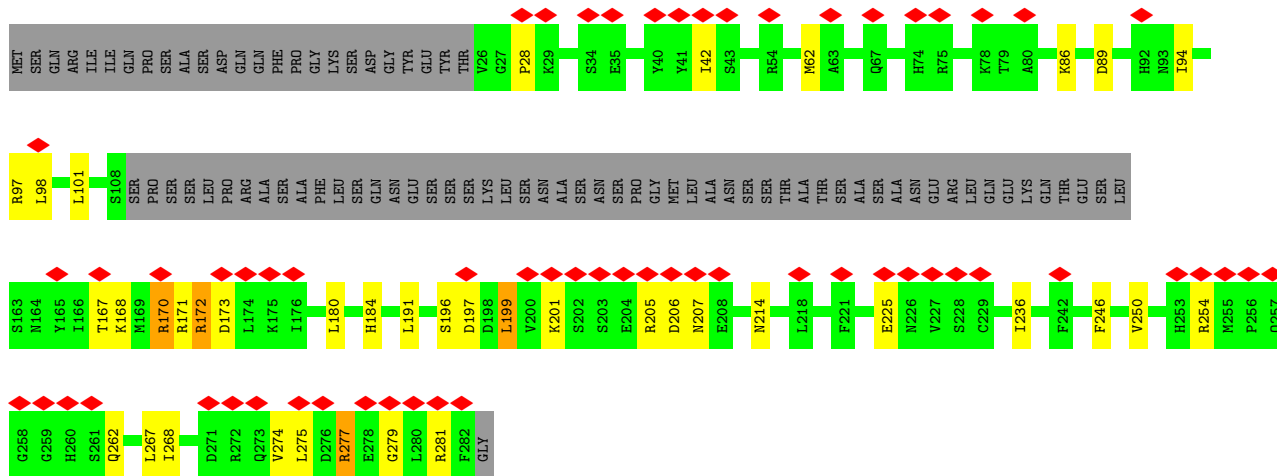 MET SER GLN ARG ILE ILE GLN PRO SER ALA SER ASP GLN GLN PHE PRO GLY LYS SER ASP GLY TYR GLU TYR THR V26 G27 P28 K29 S34 E35 Y40 Y41 I42 S43 R54 M62 A63 Q67 H74 R75 K78 T79 A80 K86 D89 H92 N93 I94
R97 L98 L101 S108 SER PRO SER SER LEU PRO ARG ALA SER ALA PHE LEU SER GLN ASN GLU SER SER SER LYS LEU SER ASN ALA SER ASN SER PRO GLY MET LEU ALA ASN SER SER THR ALA THR SER ALA SER ALA ASN GLU ARG LEU GLN GLU LYS GLN THR GLU SER LEU
S163 N164 Y165 I166 T167 K168 M169 R170 R171 R172 D173 L174 K175 I176 L180 H184 L191 S196 D197 D198 L199 V200 K201 S202 S203 E204 R205 D206 N207 E208 N214 L218 F221 E225 N226 V227 S228 C229 I236 F242 F246 V250 H253 R254 M255 P256 D257
G258 G259 H260 S261 Q262 L267 I268 D271 R272 Q273 V274 L275 D276 R277 E278 G279 L280 R281 F282 GLY